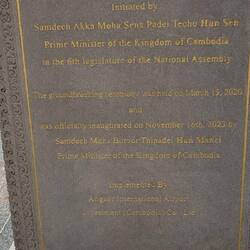 Initiated by
Samdech Akka Moha Sena Padei Techo Hun Sen
Prime Minister of the Kingdom of Cambodia
in the 6th legislature of the National Assembly
The groundbreaking ceremony was held on March 15, 2020
and
was officially inaugurated on November 16th, 2023 by
Samdech Moha Borvor Thipadei Hun Manet
Prime Minister of the Kingdom of Cambodia
Implemented By
Angkor International Airport
Investment (Cambodia) Co., Ltd.